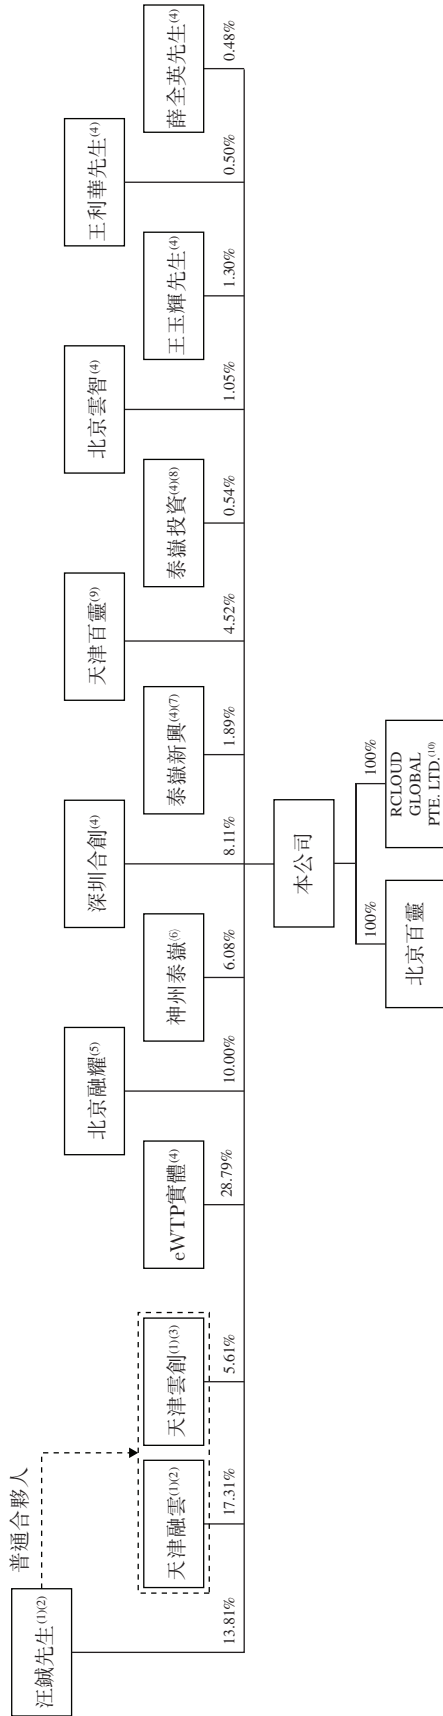 普通合夥人
汪鋮先生(1)(2)
13.81%
天津融雲(1)(2)
17.31%
天津雲創(1)(3)
5.61%
eWTP實體(4)
28.79%
北京融耀(5)
10.00%
神州泰嶽(6)
6.08%
深圳合創(4)
8.11%
泰嶽新興(4)(7)
1.89%
天津百靈(9)
4.52%
泰嶽投資(4)(8)
0.54%
北京雲智(4)
1.05%
王玉輝先生(4)
1.30%
王利華先生(4)
0.50%
薛全英先生(4)
0.48%
本公司
100%
北京百靈
100%
RCLOUD
GLOBAL
PTE. LTD.(10)